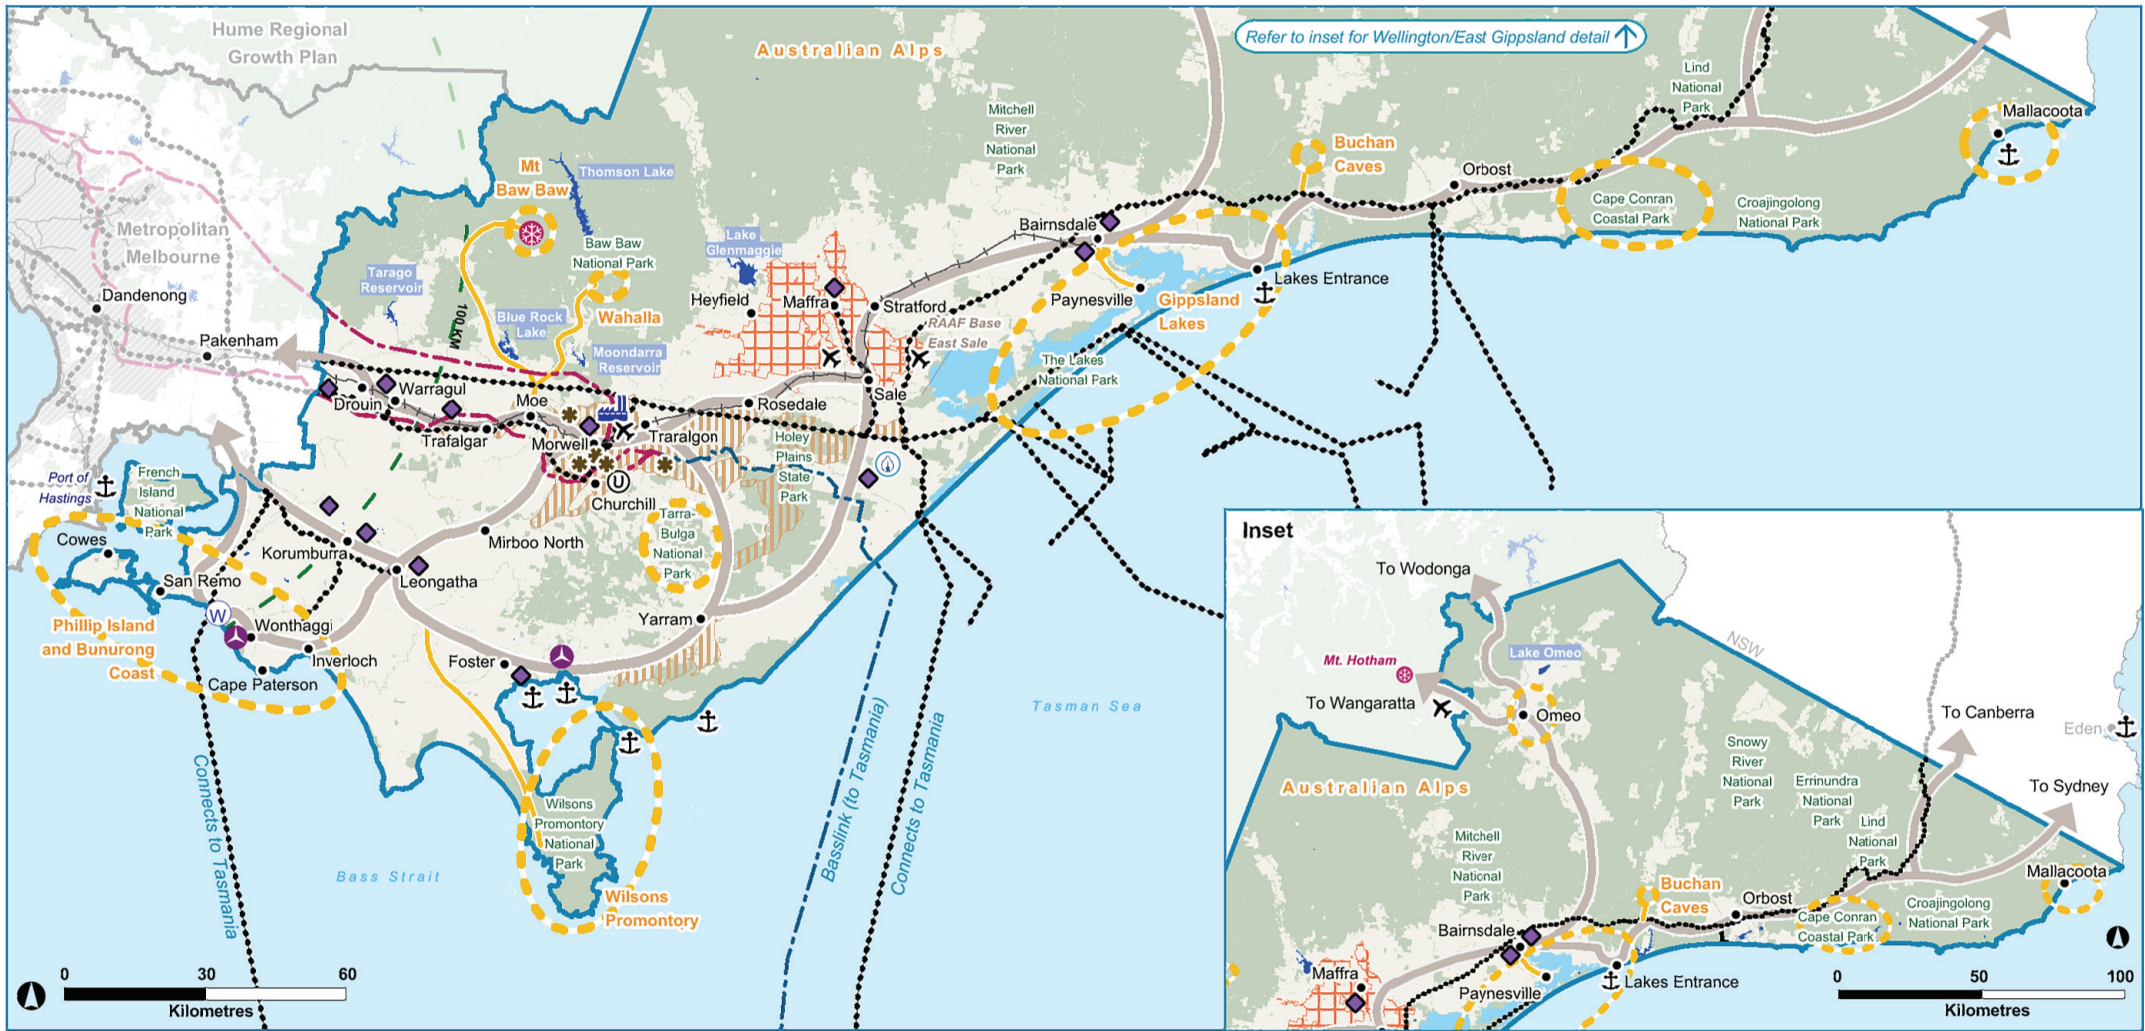 Hume Regional
Growth Plan
Australian Alps
Refer to inset for Wellington/East Gippsland detail
Lind
National
Park
Mallacoota
Mitchell
River
National
Park
Buchan
Caves
Orbost
Mt
Baw Baw
Thomson Lake
Cape Conran
Coastal Park
Croajingolong
National Park
Metropolitan
Melbourne
Bairnsdale
Lake
Glenmaggie
Baw Baw
National Park
Tarago
Reservoir
Lakes Entrance
Dandenong
Heyfield
Maffra
Stratford
Paynesville
Gippsland
Lakes
100 KM
Blue Rock
Lake
Wahalla
RAAF Base
East Sale
Pakenham
Moondarra
Reservoir
The Lakes
National Park
Warragul
Drouin
Moe
Rosedale
Sale
Trafalgar
Morwell
Traralgon
Holey
Plains
State
Park
Port of
Hastings
French
Island
National
Park
U
Churchill
Tarra-
Bulga
National
Park
Cowes
Korumburra
Mirboo North
San Remo
Leongatha
W
Wonthaggi
Yarram
Phillip Island
and Bunurong
Coast
Inverloch
Foster
Cape Paterson
Tasman Sea
Connects to Tasmania
Basslink (to Tasmania)
Connects to Tasmania
Wilsons
Promontory
National
Park
Bass Strait
Wilsons
Promontory
0 30 60
Kilometres
Inset
To Wodonga
NSW
Lake Omeo
Mt. Hotham
To Wangaratta
Omeo
To Canberra
Eden
Snowy
River
National
Park
Errinundra
National
Park
Australian Alps
To Sydney
Lind
National
Park
Mitchell
River
National
Park
Mallacoota
Buchan
Caves
Orbost
Cape Conran
Coastal Park
Croajingolong
National Park
Bairnsdale
Maffra
Paynesville
Lakes Entrance
0 50 100
Kilometres